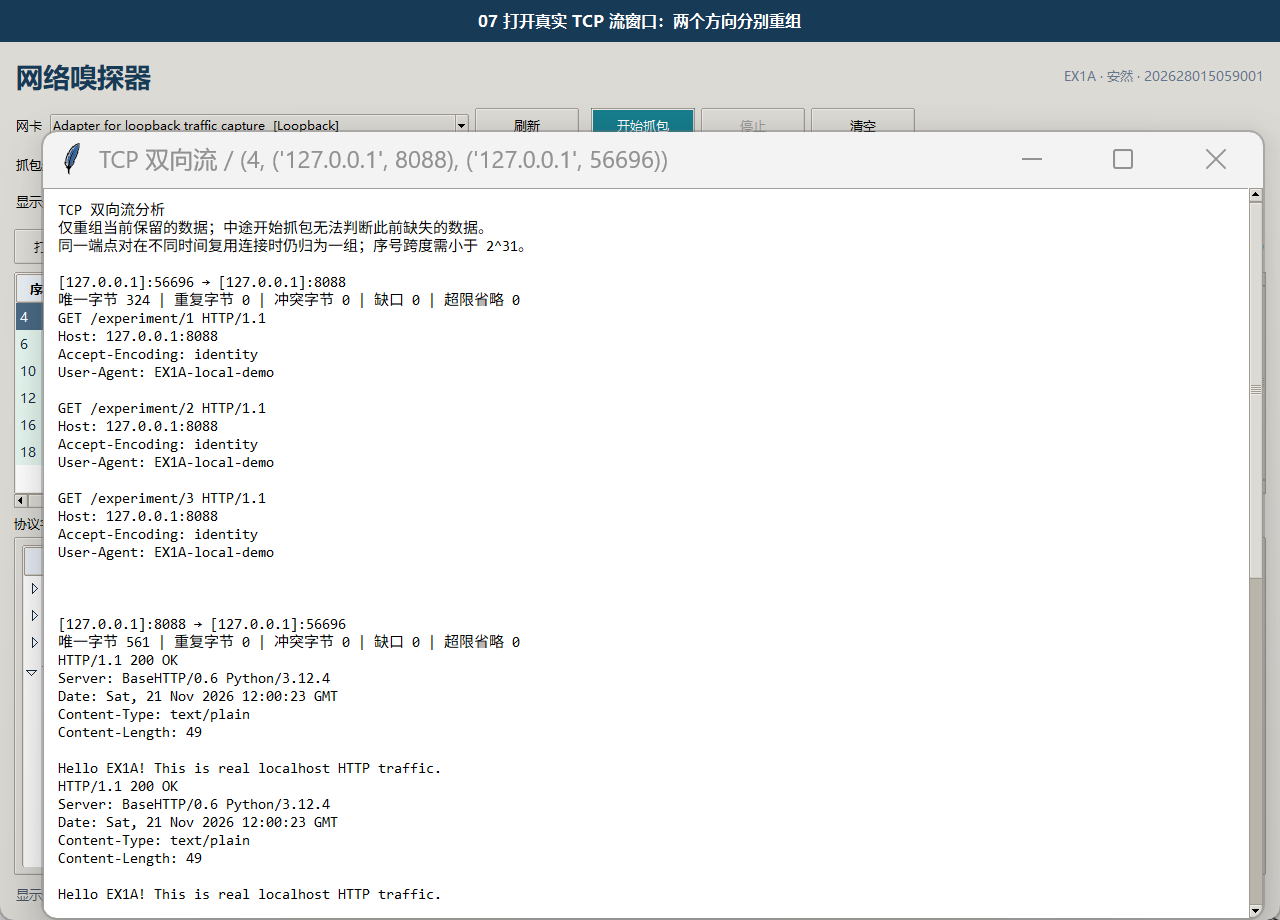 07 打开真实 TCP 流窗口：两个方向分别重组
网络嗅探器
EX1A · 安然 · 202628015059001
网卡 Adapter for loopback traffic capture [Loopback] 刷新 开始抓包 停止 清空
抓包
TCP 双向流 / (4, ('127.0.0.1', 8088), ('127.0.0.1', 56696))
显示
TCP 双向流分析
仅重组当前保留的数据；中途开始抓包无法判断此前缺失的数据。
同一端点对在不同时间复用连接时仍归为一组；序号跨度需小于 2^31。
[127.0.0.1]:56696 → [127.0.0.1]:8088
唯一字节 324 | 重复字节 0 | 冲突字节 0 | 缺口 0 | 超限省略 0
GET /experiment/1 HTTP/1.1
Host: 127.0.0.1:8088
Accept-Encoding: identity
User-Agent: EX1A-local-demo
GET /experiment/2 HTTP/1.1
Host: 127.0.0.1:8088
Accept-Encoding: identity
User-Agent: EX1A-local-demo
GET /experiment/3 HTTP/1.1
Host: 127.0.0.1:8088
Accept-Encoding: identity
User-Agent: EX1A-local-demo
[127.0.0.1]:8088 → [127.0.0.1]:56696
唯一字节 561 | 重复字节 0 | 冲突字节 0 | 缺口 0 | 超限省略 0
HTTP/1.1 200 OK
Server: BaseHTTP/0.6 Python/3.12.4
Date: Sat, 21 Nov 2026 12:00:23 GMT
Content-Type: text/plain
Content-Length: 49
Hello EX1A! This is real localhost HTTP traffic.
HTTP/1.1 200 OK
Server: BaseHTTP/0.6 Python/3.12.4
Date: Sat, 21 Nov 2026 12:00:23 GMT
Content-Type: text/plain
Content-Length: 49
Hello EX1A! This is real localhost HTTP traffic.
4
6
10
12
16
18
协议
显示